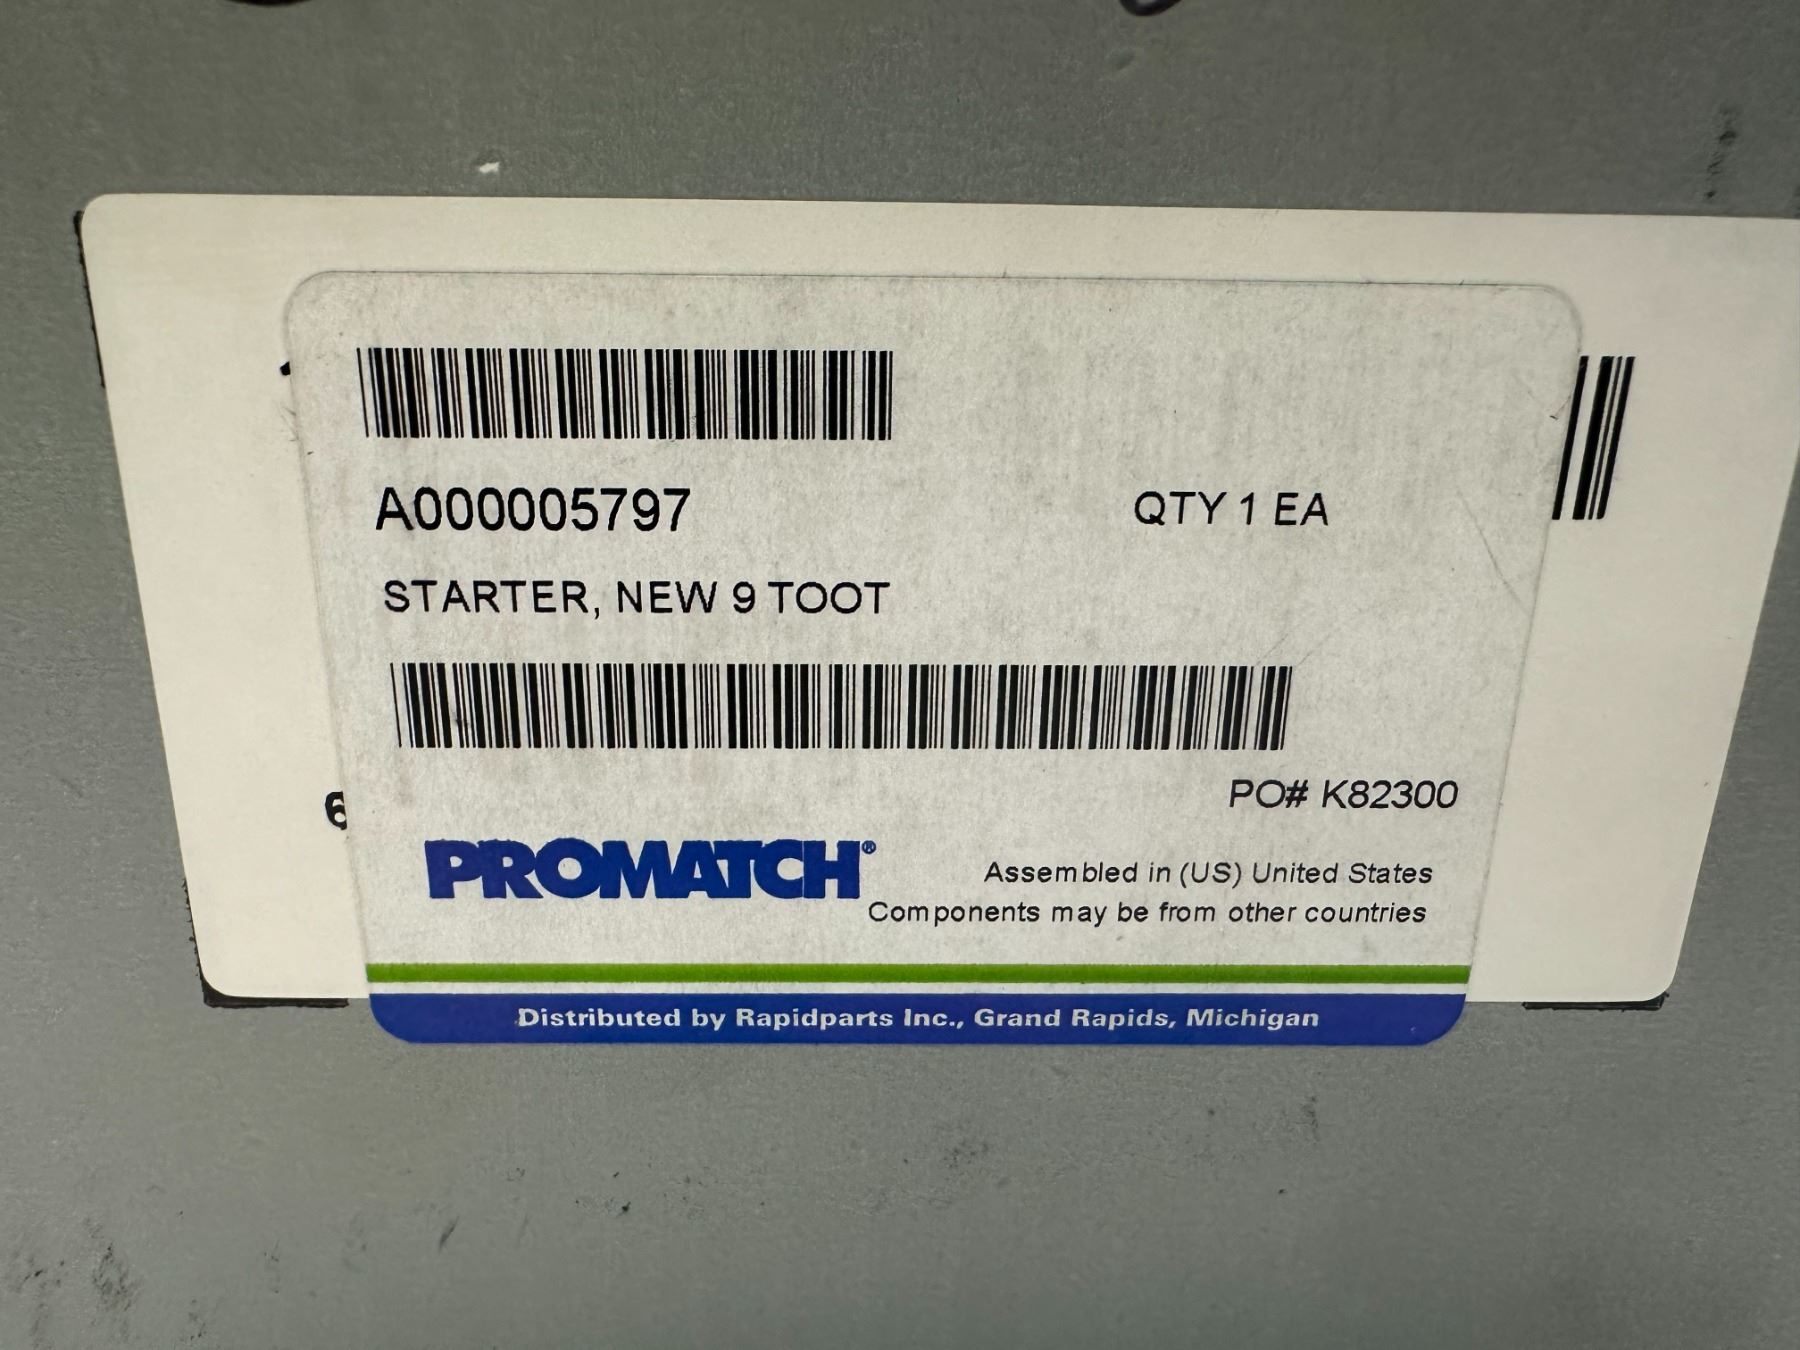 A000005797
QTY 1 EA
STARTER, NEW 9 TOOT
PO# K82300
6
PROMATCH®
Assembled in (US) United States
Components may be from other countries
Distributed by Rapidparts Inc., Grand Rapids, Michigan